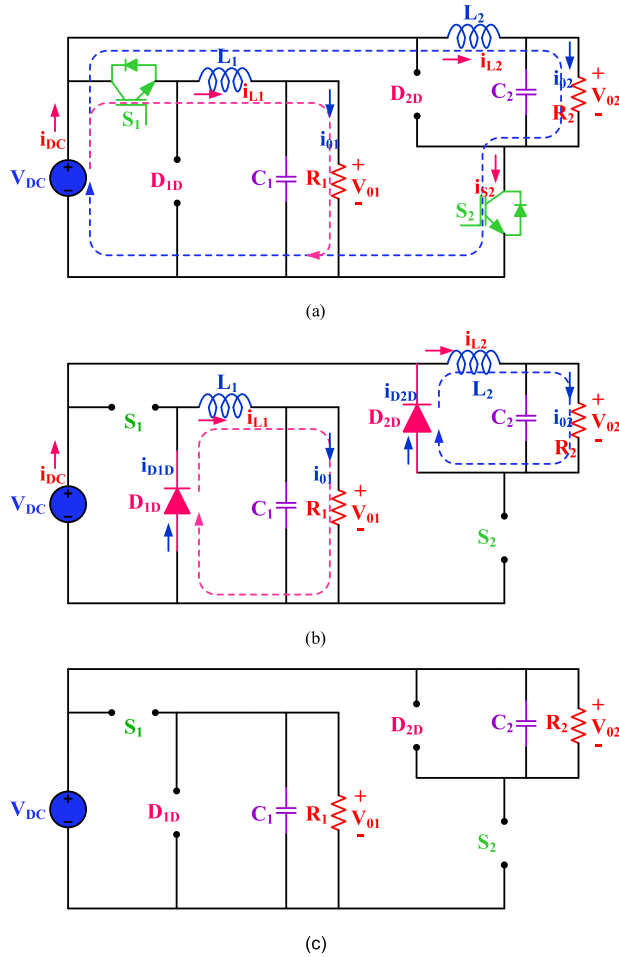 L2
iL2
i02
L1
iL1
S1
D2D
C2
R2
+
V02
-
iDC
VDC
D1D
C1
i01
R1
+
V01
-
iS2
S2
(a)
iL2
L2
L1
iL1
S1
iD2D
D2D
C2
i02
R2
+
V02
-
iDC
VDC
iD1D
D1D
C1
i01
R1
+
V01
-
S2
(b)
S1
D2D
C2
R2
+
V02
-
VDC
D1D
C1
R1
+
V01
-
S2
(c)